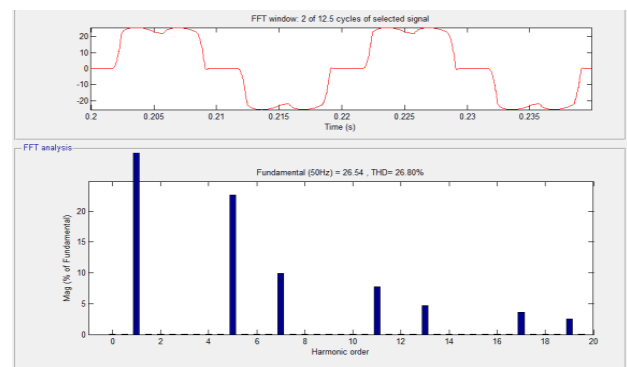 FFT window: 2 of 12.5 cycles of selected signal
20
10
0
-10
-20
0.2 0.205 0.21 0.215 0.22 0.225 0.23 0.235
Time (s)
FFT analysis
Fundamental (50Hz) = 26.54 , THD= 26.80%
Mag (% of Fundamental)
20
15
10
5
0
0 2 4 6 8 10 12 14 16 18 20
Harmonic order